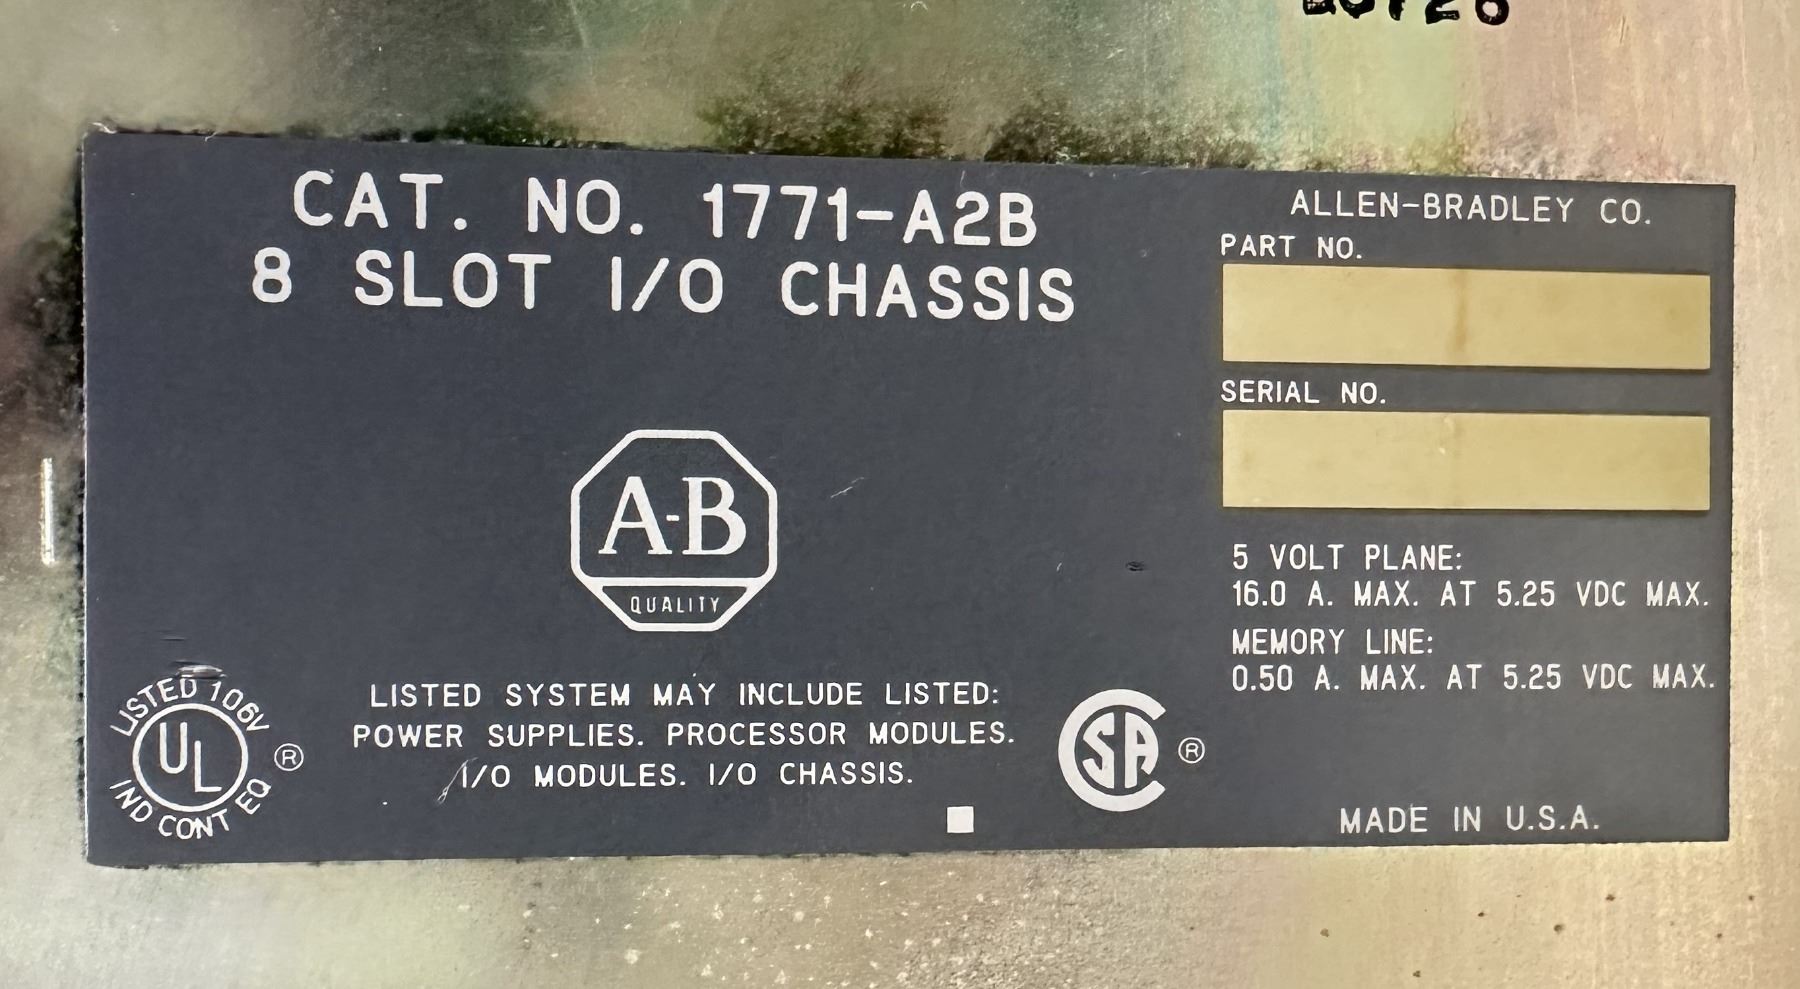 CAT. NO. 1771-A2B
8 SLOT I/O CHASSIS
A-B
QUALITY
LISTED 106V
UL
®
IND CONT EQ
LISTED SYSTEM MAY INCLUDE LISTED:
POWER SUPPLIES. PROCESSOR MODULES.
I/O MODULES. I/O CHASSIS.
SA
®
ALLEN-BRADLEY CO.
PART NO.
SERIAL NO.
5 VOLT PLANE:
16.0 A. MAX. AT 5.25 VDC MAX.
MEMORY LINE:
0.50 A. MAX. AT 5.25 VDC MAX.
MADE IN U.S.A.